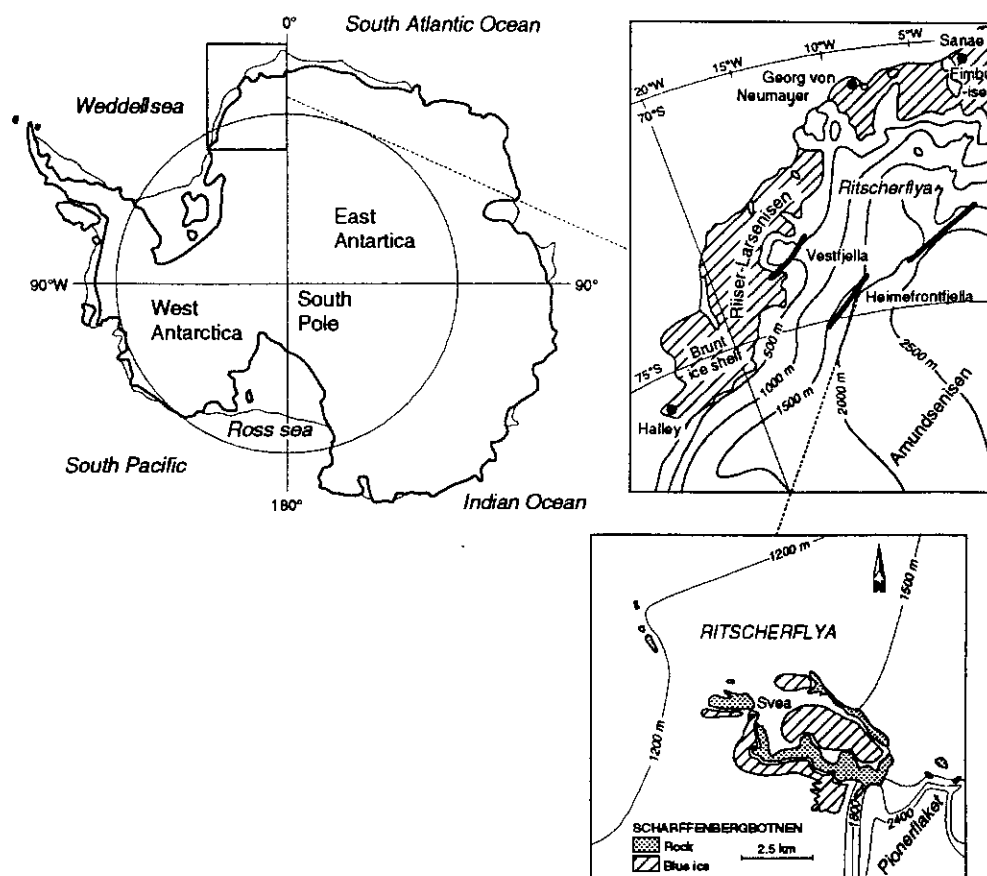 0°
South Atlantic Ocean
Weddellsea
East
Antartica
90°W
90°
West
Antarctica
South
Pole
Ross sea
South Pacific
Indian Ocean
180°
5°W
10°W
15°W
20°W
70°S
Sanae
Georg von
Neumayer
Fimbu
-isen
Ritscherflya
Riiser-Larsenisen
Vestfjella
Heimefrontfjella
Brunt
ice shelf
75°S
500 m
1000 m
1500 m
2000 m
2500 m
Amundsenisen
Halley
1200 m
1500 m
N
RITSCHERFLYA
Svea
1200 m
1800
2400
Pionerflaker
SCHARFFENBERGBOTNEN
Rock
Blue ice
2.5 km